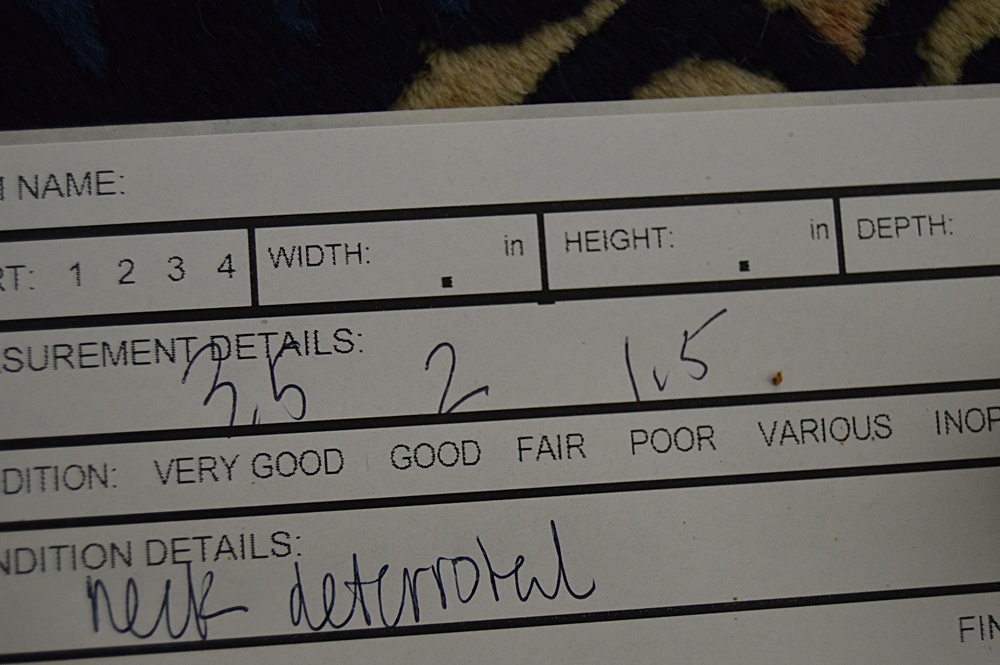 NAME:
RT: 1 2 3 4 WIDTH: . in HEIGHT: . in DEPTH:
SUREMENT DETAILS:
3.5 2 1.5
DITION: VERY GOOD GOOD FAIR POOR VARIOUS INOP
NDITION DETAILS:
neck deterrorated
FIN